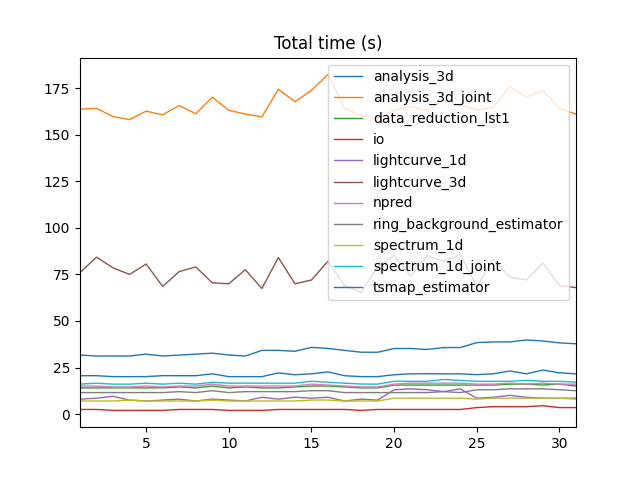 Total time (s)
175
150
125
100
75
50
25
0
analysis_3d
analysis_3d_joint
data_reduction_lst1
io
lightcurve_1d
lightcurve_3d
npred
ring_background_estimator
spectrum_1d
spectrum_1d_joint
tsmap_estimator
5 10 15 20 25 30